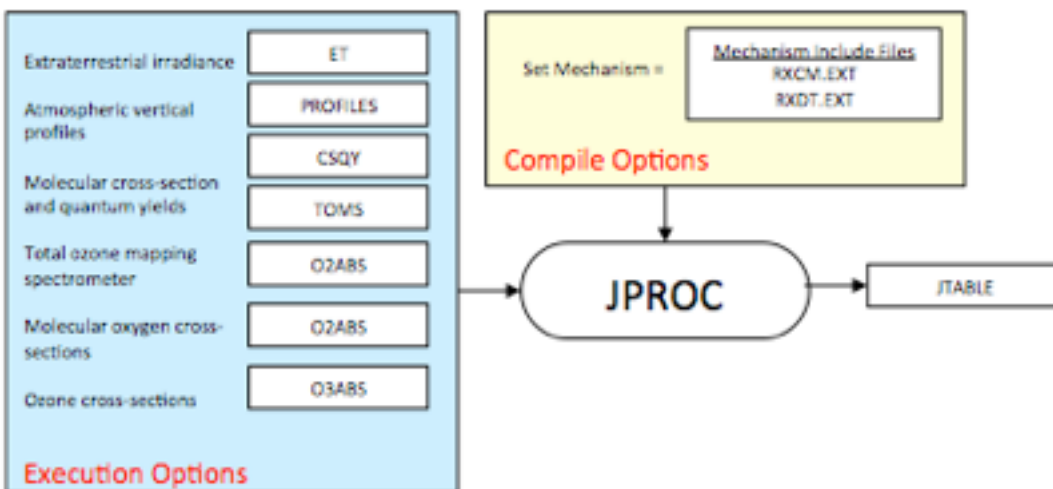 Extraterrestrial irradiance
ET
Atmospheric vertical
profiles
PROFILES
CSQY
Molecular cross-section
and quantum yields
TOMS
Total ozone mapping
spectrometer
O2ABS
Molecular oxygen cross-
sections
O2ABS
Ozone cross-sections
O3ABS
Execution Options
Set Mechanism =
Mechanism Include Files
RXCM.EXT
RXDT.EXT
Compile Options
JPROC
JTABLE